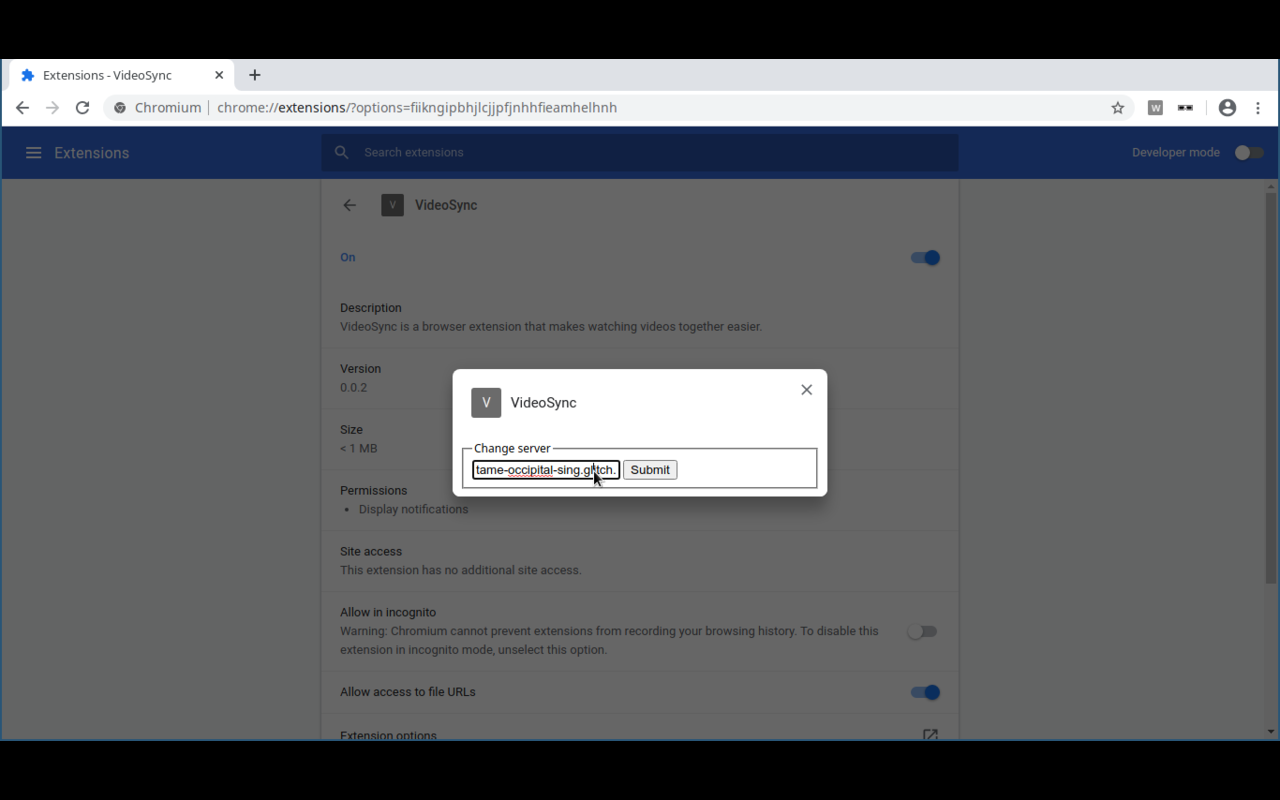 Extensions - VideoSync
Chromium chrome://extensions/?options=fiikngipbhjlcjjpfjnhhfieamhelhnh W
Extensions Search extensions Developer mode
V VideoSync
On
Description
VideoSync is a browser extension that makes watching videos together easier.
Version
0.0.2
V VideoSync
Size
< 1 MB
Change server
tame-occipital-sing.glitch. Submit
Permissions
• Display notifications
Site access
This extension has no additional site access.
Allow in incognito
Warning: Chromium cannot prevent extensions from recording your browsing history. To disable this
extension in incognito mode, unselect this option.
Allow access to file URLs
Extension options